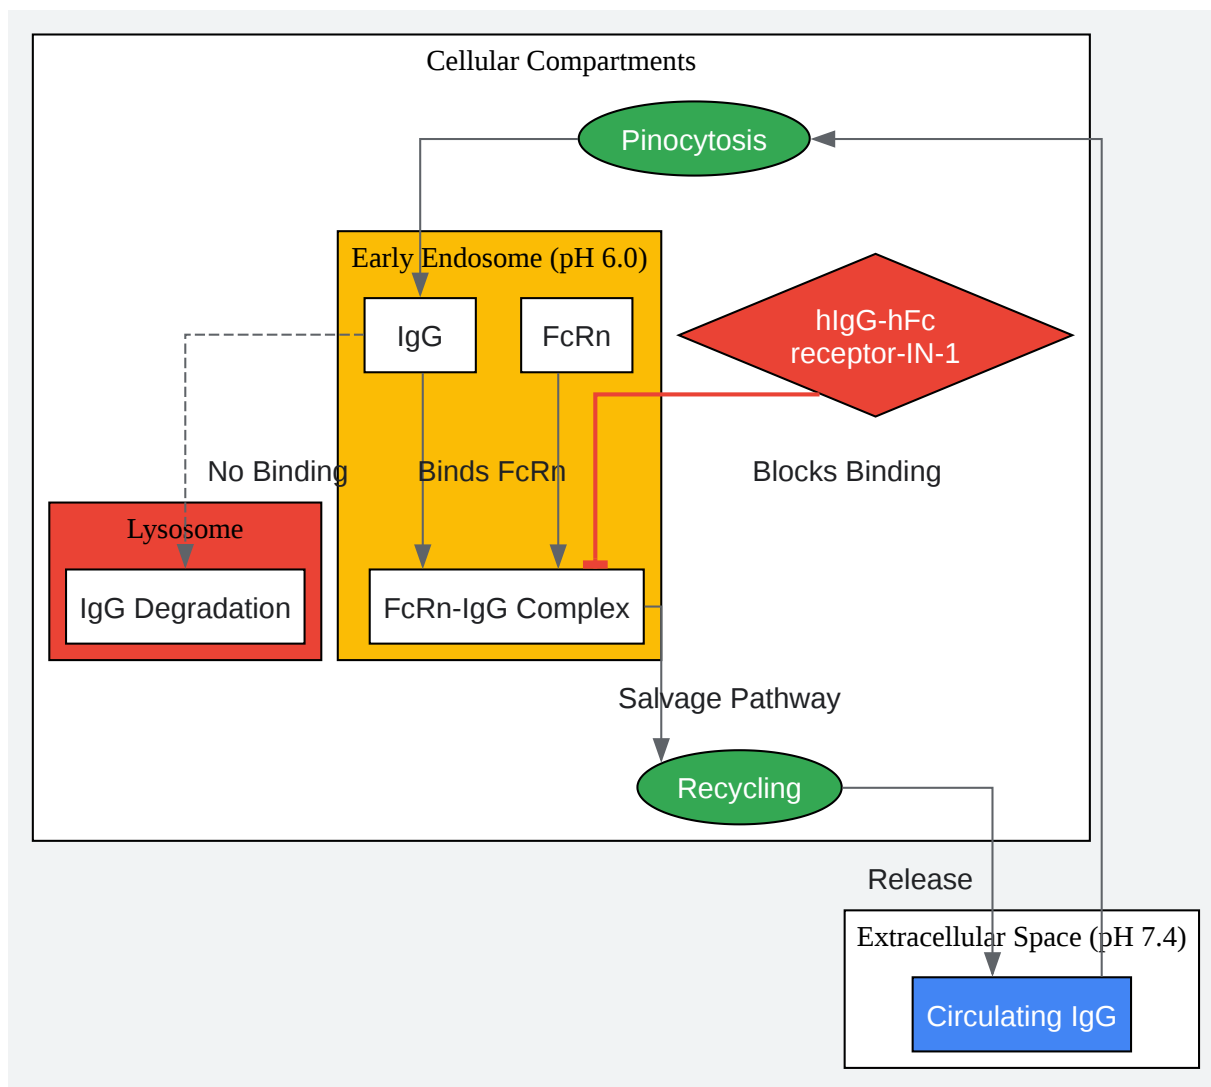 Cellular Compartments
Pinocytosis
Early Endosome (pH 6.0)
IgG
FcRn
hIgG-hFc
receptor-IN-1
No Binding
Binds FcRn
Blocks Binding
Lysosome
IgG Degradation
FcRn-IgG Complex
Salvage Pathway
Recycling
Release
Extracellular Space (pH 7.4)
Circulating IgG